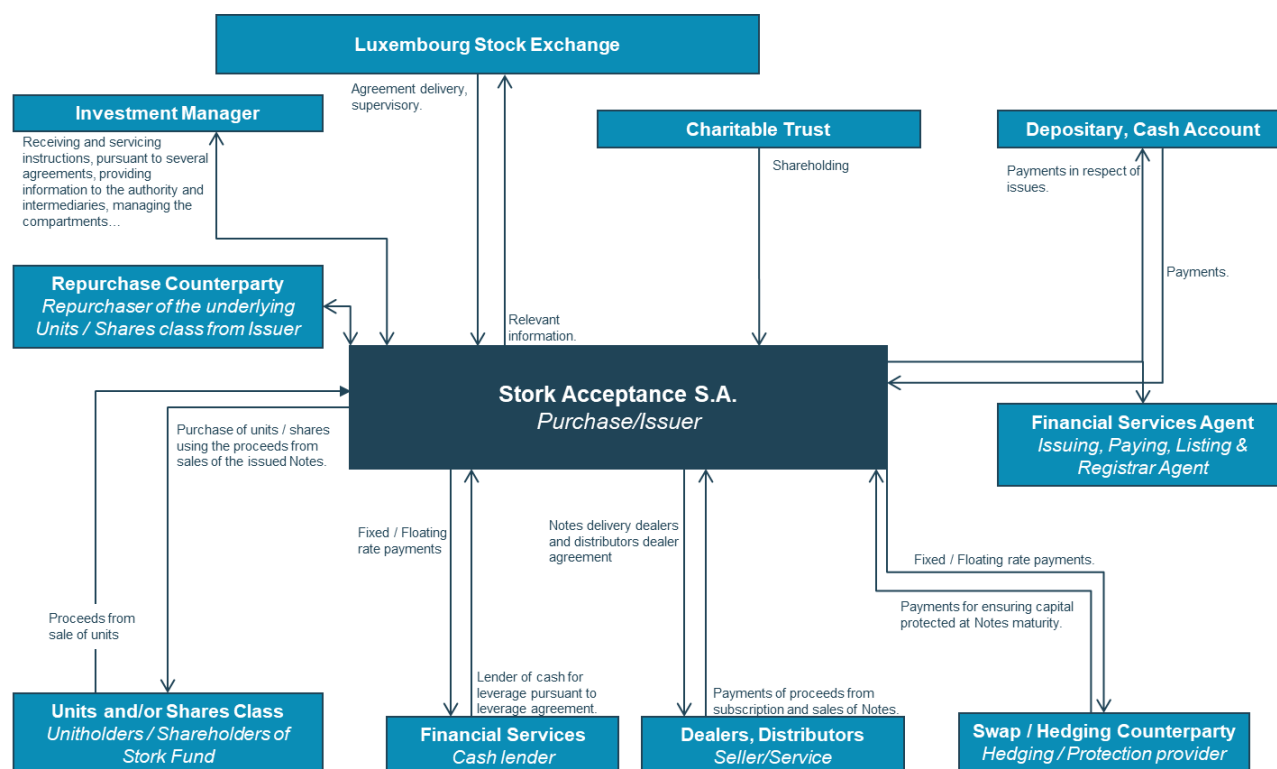 Luxembourg Stock Exchange
Agreement delivery,
supervisory.
Investment Manager
Receiving and servicing
instructions, pursuant to several
agreements, providing
information to the authority and
intermediaries, managing the
compartments…
Charitable Trust
Shareholding
Depositary, Cash Account
Payments in respect of
issues.
Payments.
Repurchase Counterparty
Repurchaser of the underlying
Units / Shares class from Issuer
Relevant
information.
Stork Acceptance S.A.
Purchase/Issuer
Financial Services Agent
Issuing, Paying, Listing &
Registrar Agent
Purchase of units / shares
using the proceeds from
sales of the issued Notes.
Fixed / Floating
rate payments
Notes delivery dealers
and distributors dealer
agreement
Fixed / Floating rate payments.
Payments for ensuring capital
protected at Notes maturity.
Proceeds from
sale of units
Lender of cash for
leverage pursuant to
leverage agreement.
Payments of proceeds from
subscription and sales of Notes.
Units and/or Shares Class
Unitholders / Shareholders of
Stork Fund
Financial Services
Cash lender
Dealers, Distributors
Seller/Service
Swap / Hedging Counterparty
Hedging / Protection provider